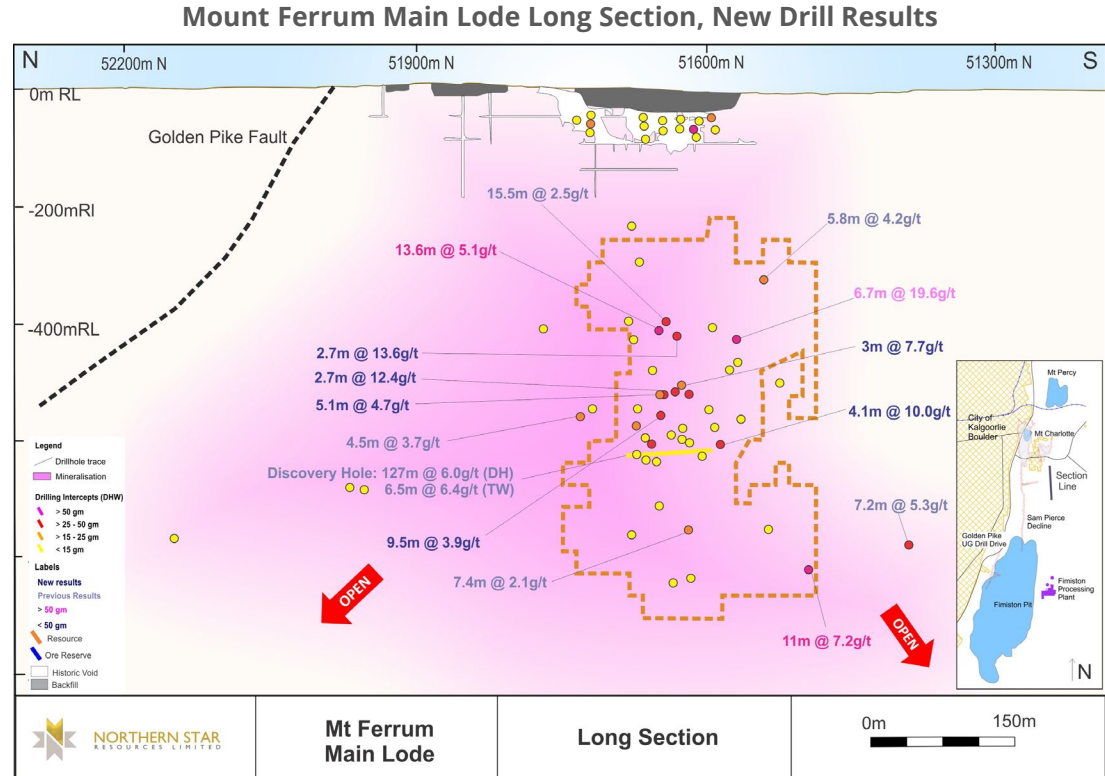 Mount Ferrum Main Lode Long Section, New Drill Results
N
52200m N
51900m N
51600m N
51300m N
S
0m RL
Golden Pike Fault
-200mRl
15.5m @ 2.5g/t
5.8m @ 4.2g/t
13.6m @ 5.1g/t
6.7m @ 19.6g/t
-400mRL
2.7m @ 13.6g/t
3m @ 7.7g/t
2.7m @ 12.4g/t
5.1m @ 4.7g/t
4.1m @ 10.0g/t
4.5m @ 3.7g/t
Discovery Hole: 127m @ 6.0g/t (DH)
6.5m @ 6.4g/t (TW)
7.2m @ 5.3g/t
9.5m @ 3.9g/t
7.4m @ 2.1g/t
11m @ 7.2g/t
OPEN
OPEN
Legend
Drillhole trace
Mineralisation
Drilling Intercepts (DHW)
> 50 gm
> 25 - 50 gm
> 15 - 25 gm
< 15 gm
Labels
New results
Previous Results
> 50 gm
< 50 gm
Resource
Ore Reserve
Historic Void
Backfill
Mt Percy
City of
Kalgoorlie
Boulder
Mt Charlotte
Section
Line
Sam Pierce
Decline
Golden Pike
UG Drill Drive
Fimiston
Processing
Plant
Fimiston Pit
N
NORTHERN STAR
RESOURCES LIMITED
Mt Ferrum
Main Lode
Long Section
0m
150m